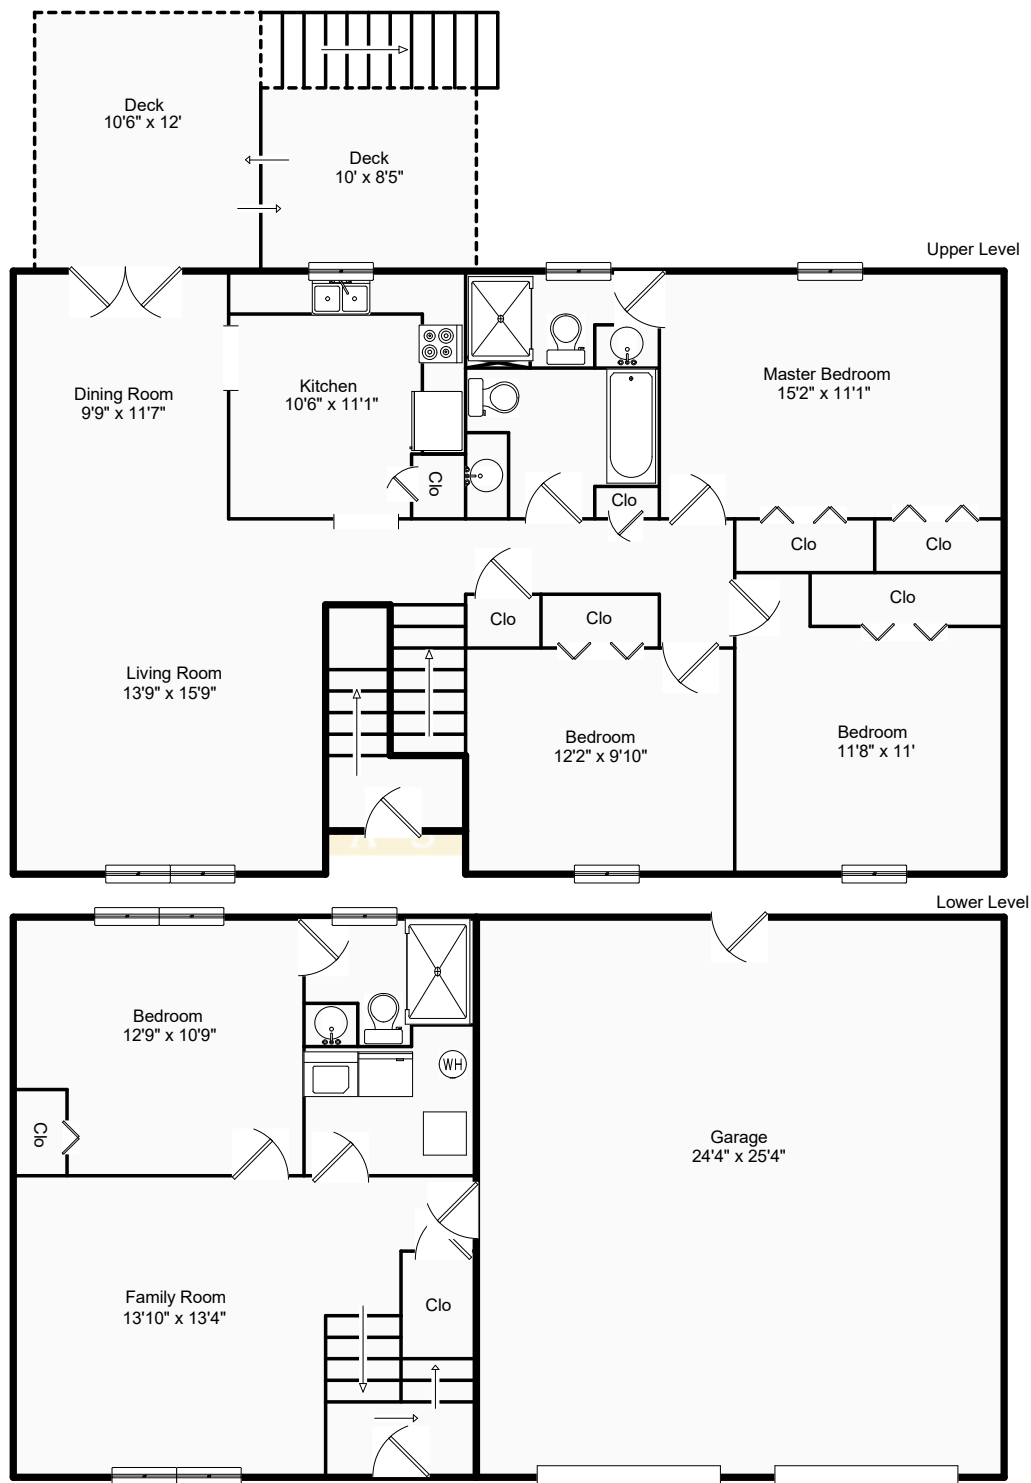 Deck
10'6" x 12'
Deck
10' x 8'5"
Upper Level
Dining Room
9'9" x 11'7"
Kitchen
10'6" x 11'1"
Master Bedroom
15'2" x 11'1"
Clo
Clo
Clo
Clo
Clo
Clo
Clo
Living Room
13'9" x 15'9"
Bedroom
12'2" x 9'10"
Bedroom
11'8" x 11'
Lower Level
Bedroom
12'9" x 10'9"
WH
Clo
Garage
24'4" x 25'4"
Family Room
13'10" x 13'4"
Clo